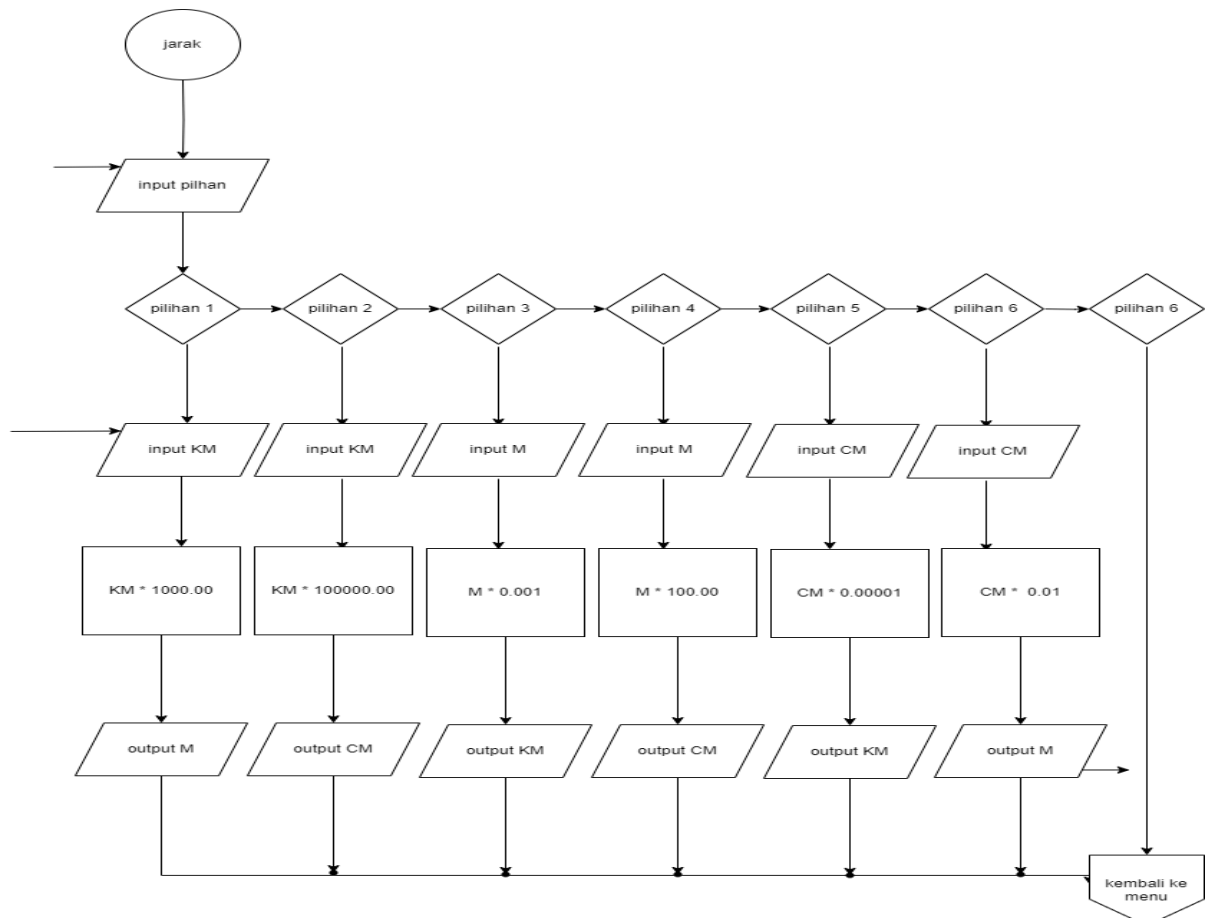 jarak
input pilhan
pilihan 1
pilihan 2
pilihan 3
pilihan 4
pilihan 5
pilihan 6
pilihan 6
input KM
input KM
input M
input M
input CM
input CM
KM * 1000.00
KM * 100000.00
M * 0.001
M * 100.00
CM * 0.00001
CM * 0.01
output M
output CM
output KM
output CM
output KM
output M
kembali ke
menu